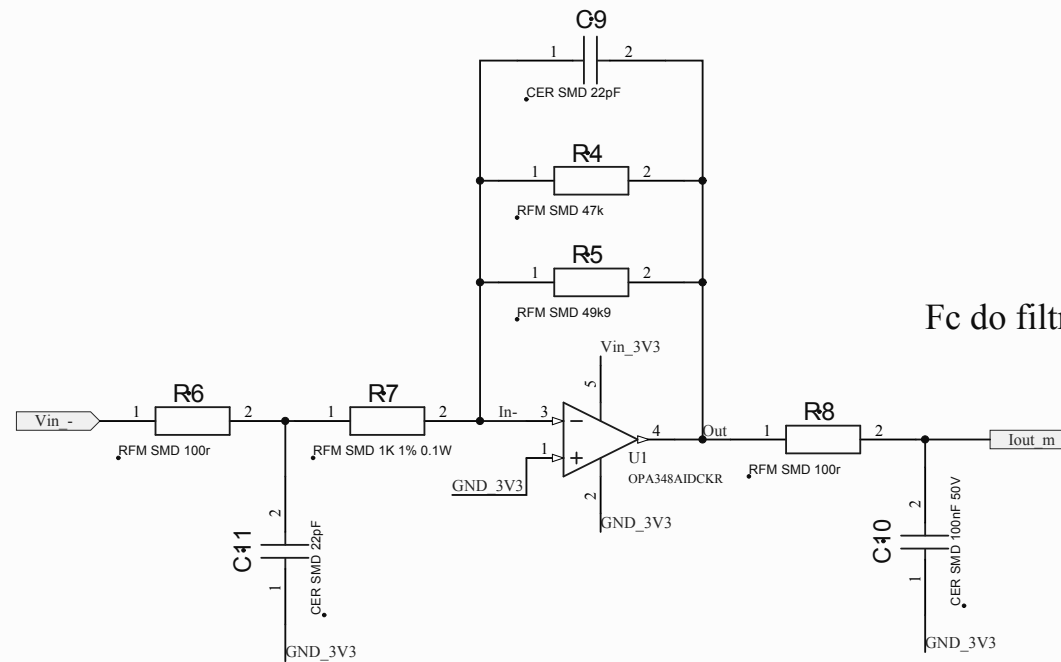 C9
1 2
CER SMD 22pF
R4
1 2
RFM SMD 47k
R5
1 2
RFM SMD 49k9
Fc do filtr
Vin_3V3
5
R6
1 2
RFM SMD 100r
Vin_-
R7
1 2
RFM SMD 1K 1% 0.1W
In-
3
1
4
Out
U1
OPA348AIDCKR
GND_3V3
2
GND_3V3
R8
1 2
RFM SMD 100r
Iout_m
C11
2
1
CER SMD 22pF
GND_3V3
C10
2
1
CER SMD 100nF 50V
GND_3V3